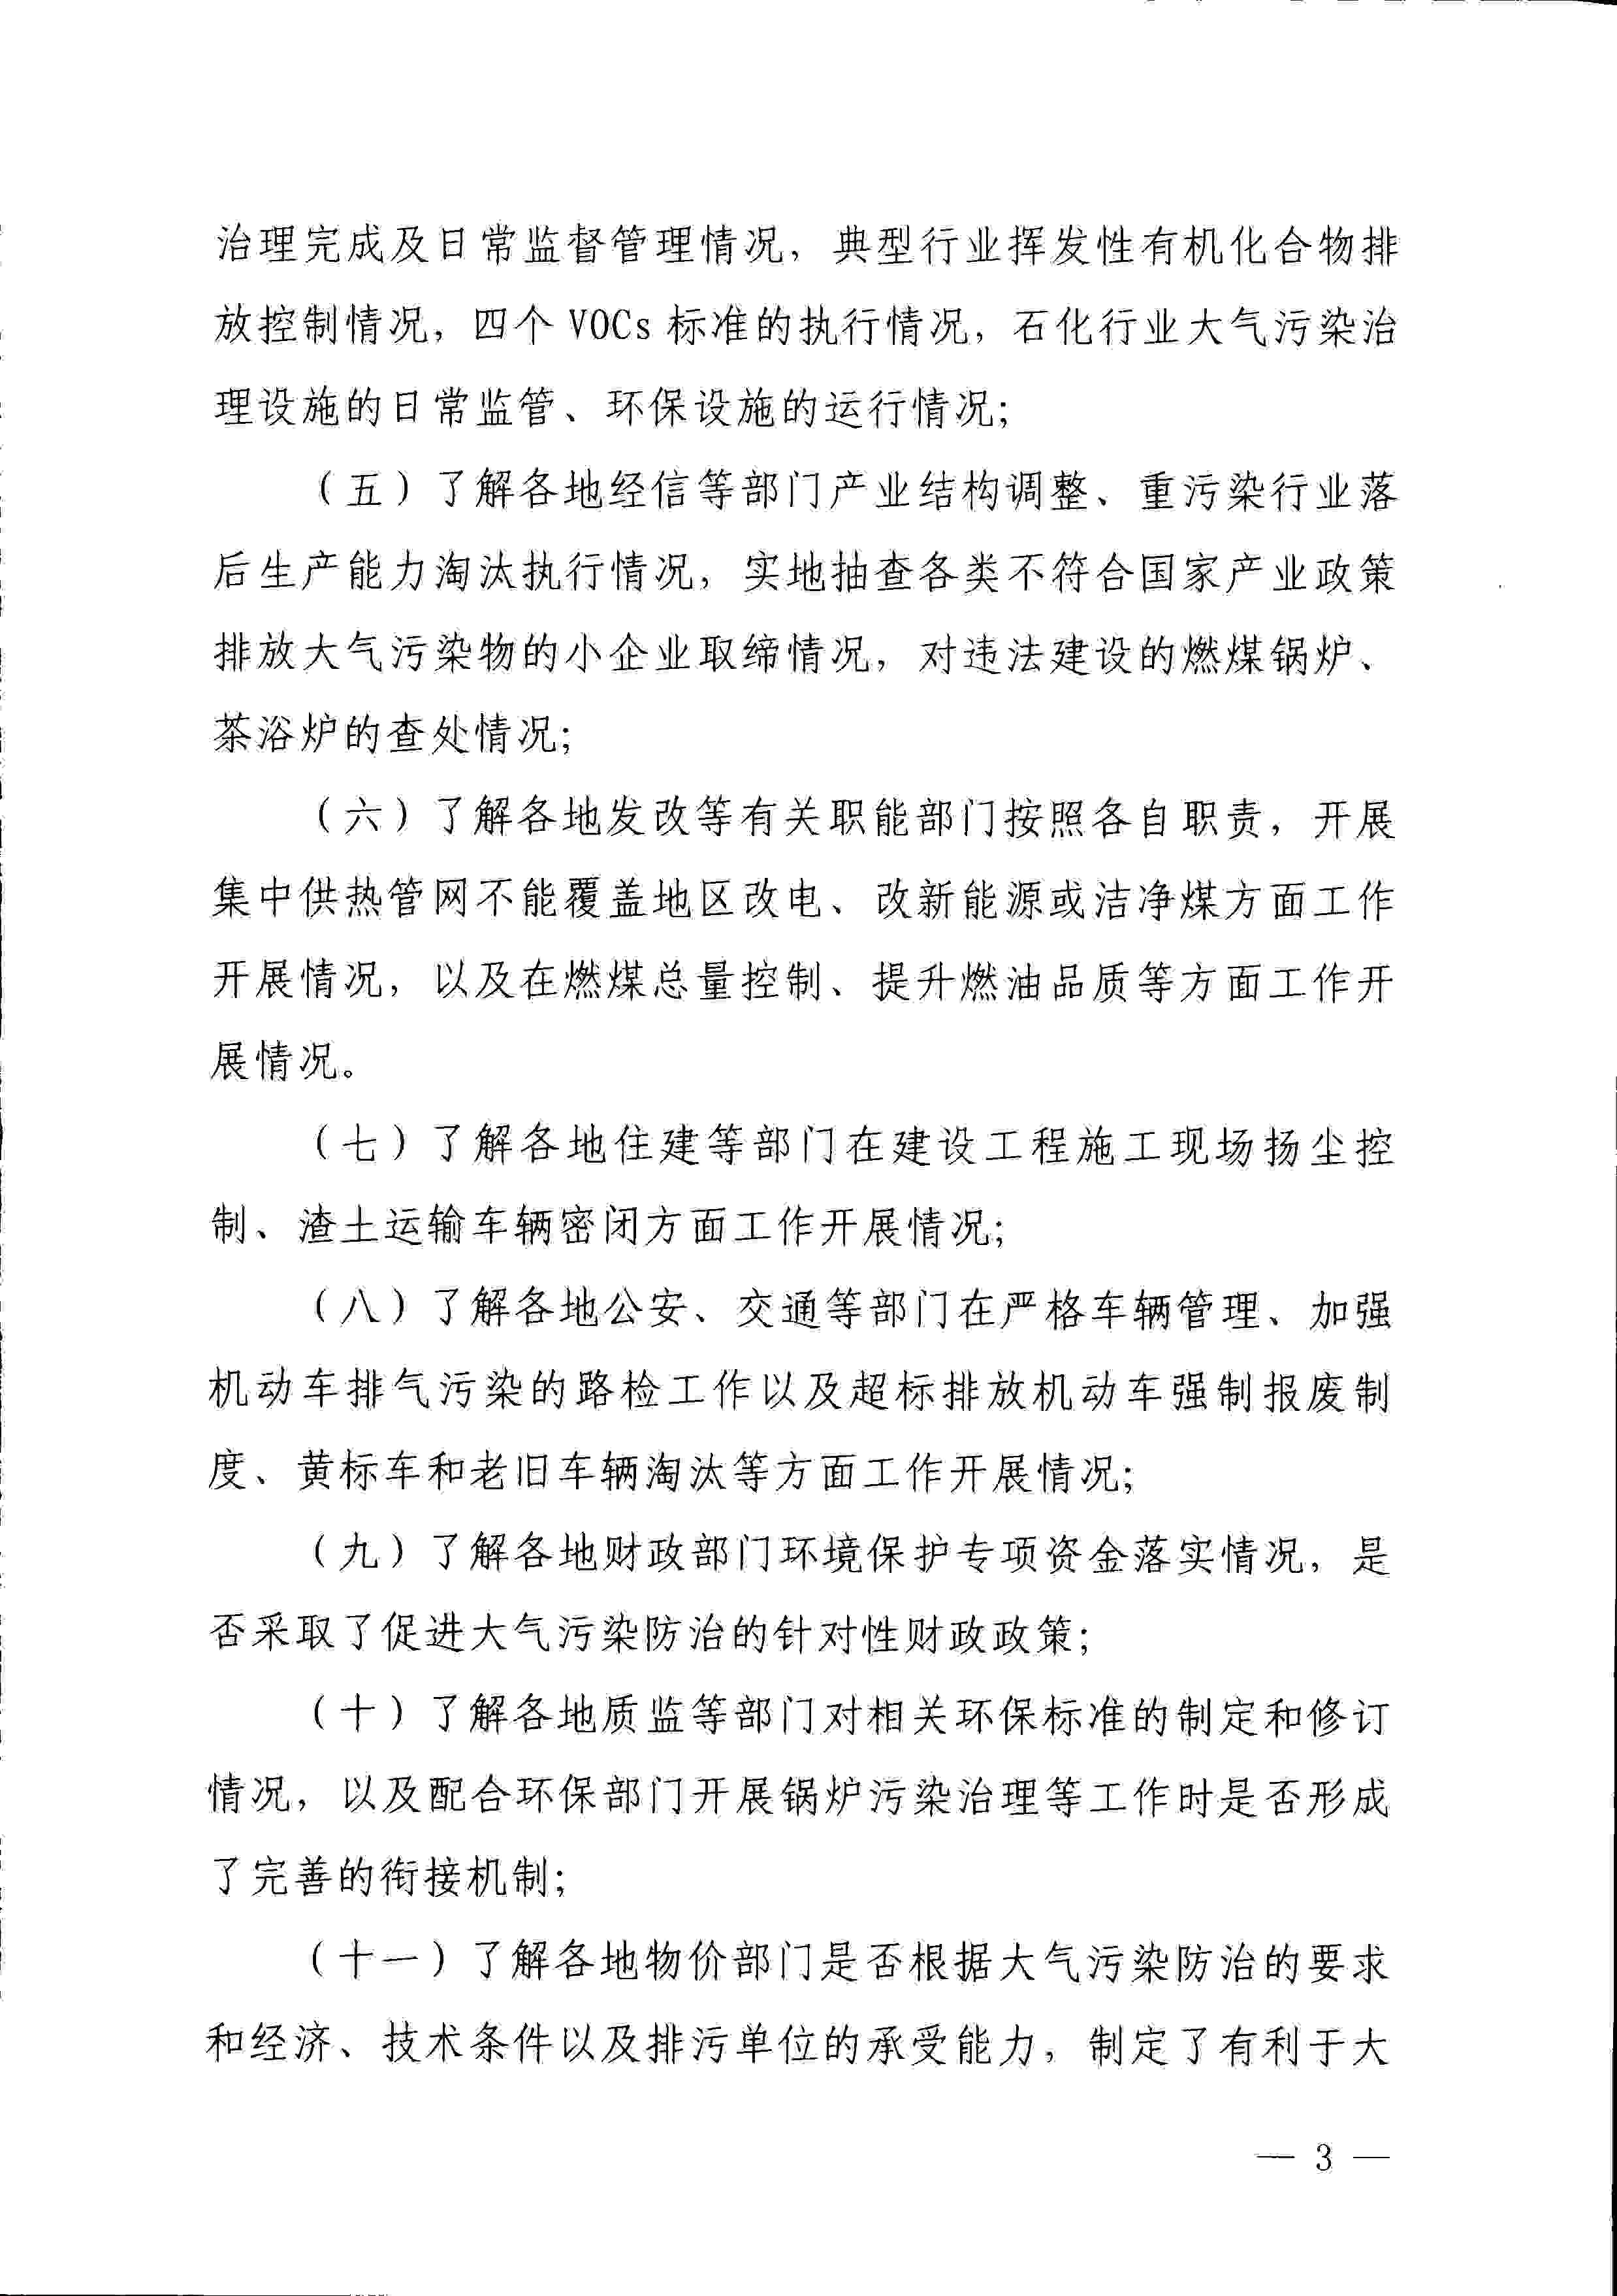 治理完成及日常监督管理情况，典型行业挥发性有机化合物排
放控制情况，四个 VOCs 标准的执行情况，石化行业大气污染治
理设施的日常监管、环保设施的运行情况；
（五）了解各地经信等部门产业结构调整、重污染行业落
后生产能力淘汰执行情况，实地抽查各类不符合国家产业政策
排放大气污染物的小企业取缔情况，对违法建设的燃煤锅炉、
茶浴炉的查处情况；
（六）了解各地发改等有关职能部门按照各自职责，开展
集中供热管网不能覆盖地区改电、改新能源或洁净煤方面工作
开展情况，以及在燃煤总量控制、提升燃油品质等方面工作开
展情况。
（七）了解各地住建等部门在建设工程施工现场扬尘控
制、渣土运输车辆密闭方面工作开展情况；
（八）了解各地公安、交通等部门在严格车辆管理、加强
机动车排气污染的路检工作以及超标排放机动车强制报废制
度、黄标车和老旧车辆淘汰等方面工作开展情况；
（九）了解各地财政部门环境保护专项资金落实情况，是
否采取了促进大气污染防治的针对性财政政策；
（十）了解各地质监等部门对相关环保标准的制定和修订
情况，以及配合环保部门开展锅炉污染治理等工作时是否形成
了完善的衔接机制；
（十一）了解各地物价部门是否根据大气污染防治的要求
和经济、技术条件以及排污单位的承受能力，制定了有利于大
— 3 —